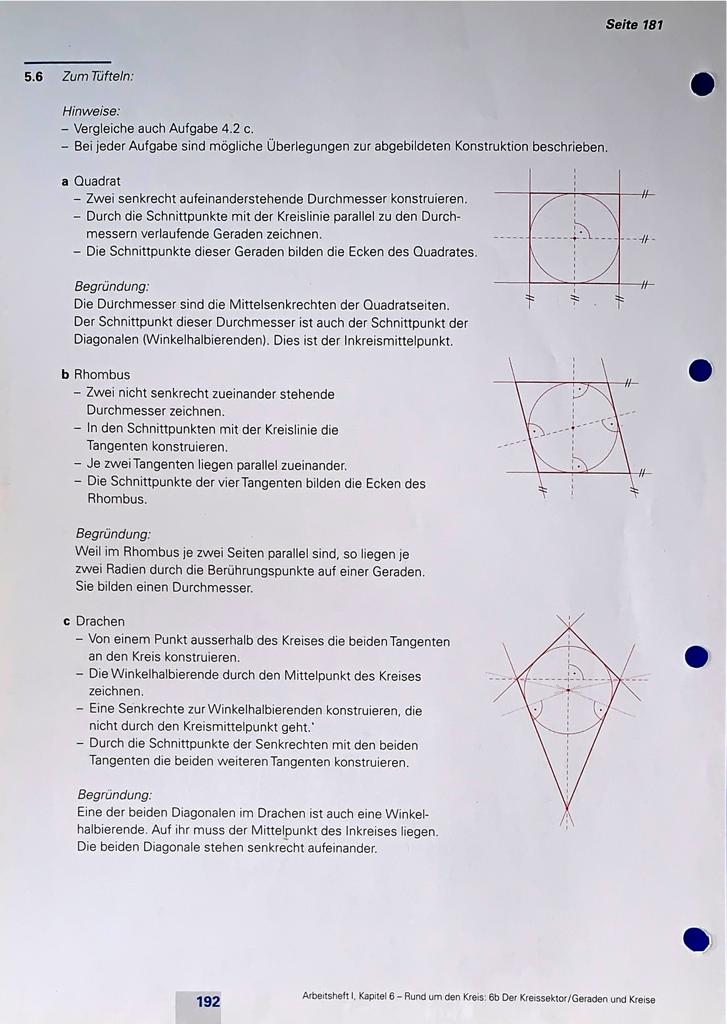 Seite 181
5.6 Zum Tüfteln:
Hinweise:
– Vergleiche auch Aufgabe 4.2 c.
– Bei jeder Aufgabe sind mögliche Überlegungen zur abgebildeten Konstruktion beschrieben.
a Quadrat
– Zwei senkrecht aufeinanderstehende Durchmesser konstruieren.
– Durch die Schnittpunkte mit der Kreislinie parallel zu den Durch-
messern verlaufende Geraden zeichnen.
– Die Schnittpunkte dieser Geraden bilden die Ecken des Quadrates.
Begründung:
Die Durchmesser sind die Mittelsenkrechten der Quadratseiten.
Der Schnittpunkt dieser Durchmesser ist auch der Schnittpunkt der
Diagonalen (Winkelhalbierenden). Dies ist der Inkreismittelpunkt.
b Rhombus
– Zwei nicht senkrecht zueinander stehende
Durchmesser zeichnen.
– In den Schnittpunkten mit der Kreislinie die
Tangenten konstruieren.
– Je zwei Tangenten liegen parallel zueinander.
– Die Schnittpunkte der vier Tangenten bilden die Ecken des
Rhombus.
Begründung:
Weil im Rhombus je zwei Seiten parallel sind, so liegen je
zwei Radien durch die Berührungspunkte auf einer Geraden.
Sie bilden einen Durchmesser.
c Drachen
– Von einem Punkt ausserhalb des Kreises die beiden Tangenten
an den Kreis konstruieren.
– Die Winkelhalbierende durch den Mittelpunkt des Kreises
zeichnen.
– Eine Senkrechte zur Winkelhalbierenden konstruieren, die
nicht durch den Kreismittelpunkt geht.
– Durch die Schnittpunkte der Senkrechten mit den beiden
Tangenten die beiden weiteren Tangenten konstruieren.
Begründung:
Eine der beiden Diagonalen im Drachen ist auch eine Winkel-
halbierende. Auf ihr muss der Mittelpunkt des Inkreises liegen.
Die beiden Diagonale stehen senkrecht aufeinander.
192 Arbeitsheft I, Kapitel 6 – Rund um den Kreis: 6b Der Kreissektor/Geraden und Kreise